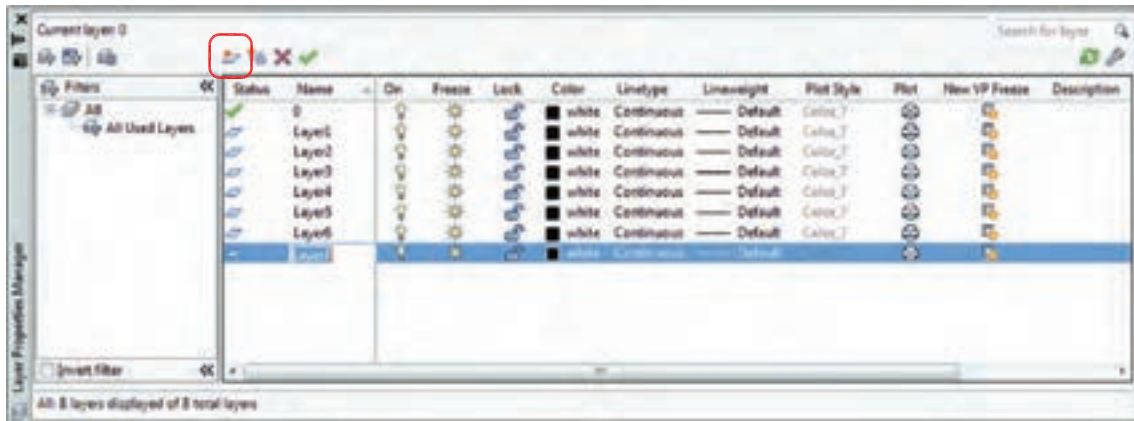 Current layer: 0
Search for layer
Filters
All
All Used Layers
Invert filter
Status Name On Freeze Lock Color Linetype Lineweight Plot Style Plot New VP Freeze Description
0 white Continuous Default Color_7
Layer1 white Continuous Default Color_7
Layer2 white Continuous Default Color_7
Layer3 white Continuous Default Color_7
Layer4 white Continuous Default Color_7
Layer5 white Continuous Default Color_7
Layer6 white Continuous Default Color_7
white Continuous Default
All: 8 layers displayed of 8 total layers
Layer Properties Manager